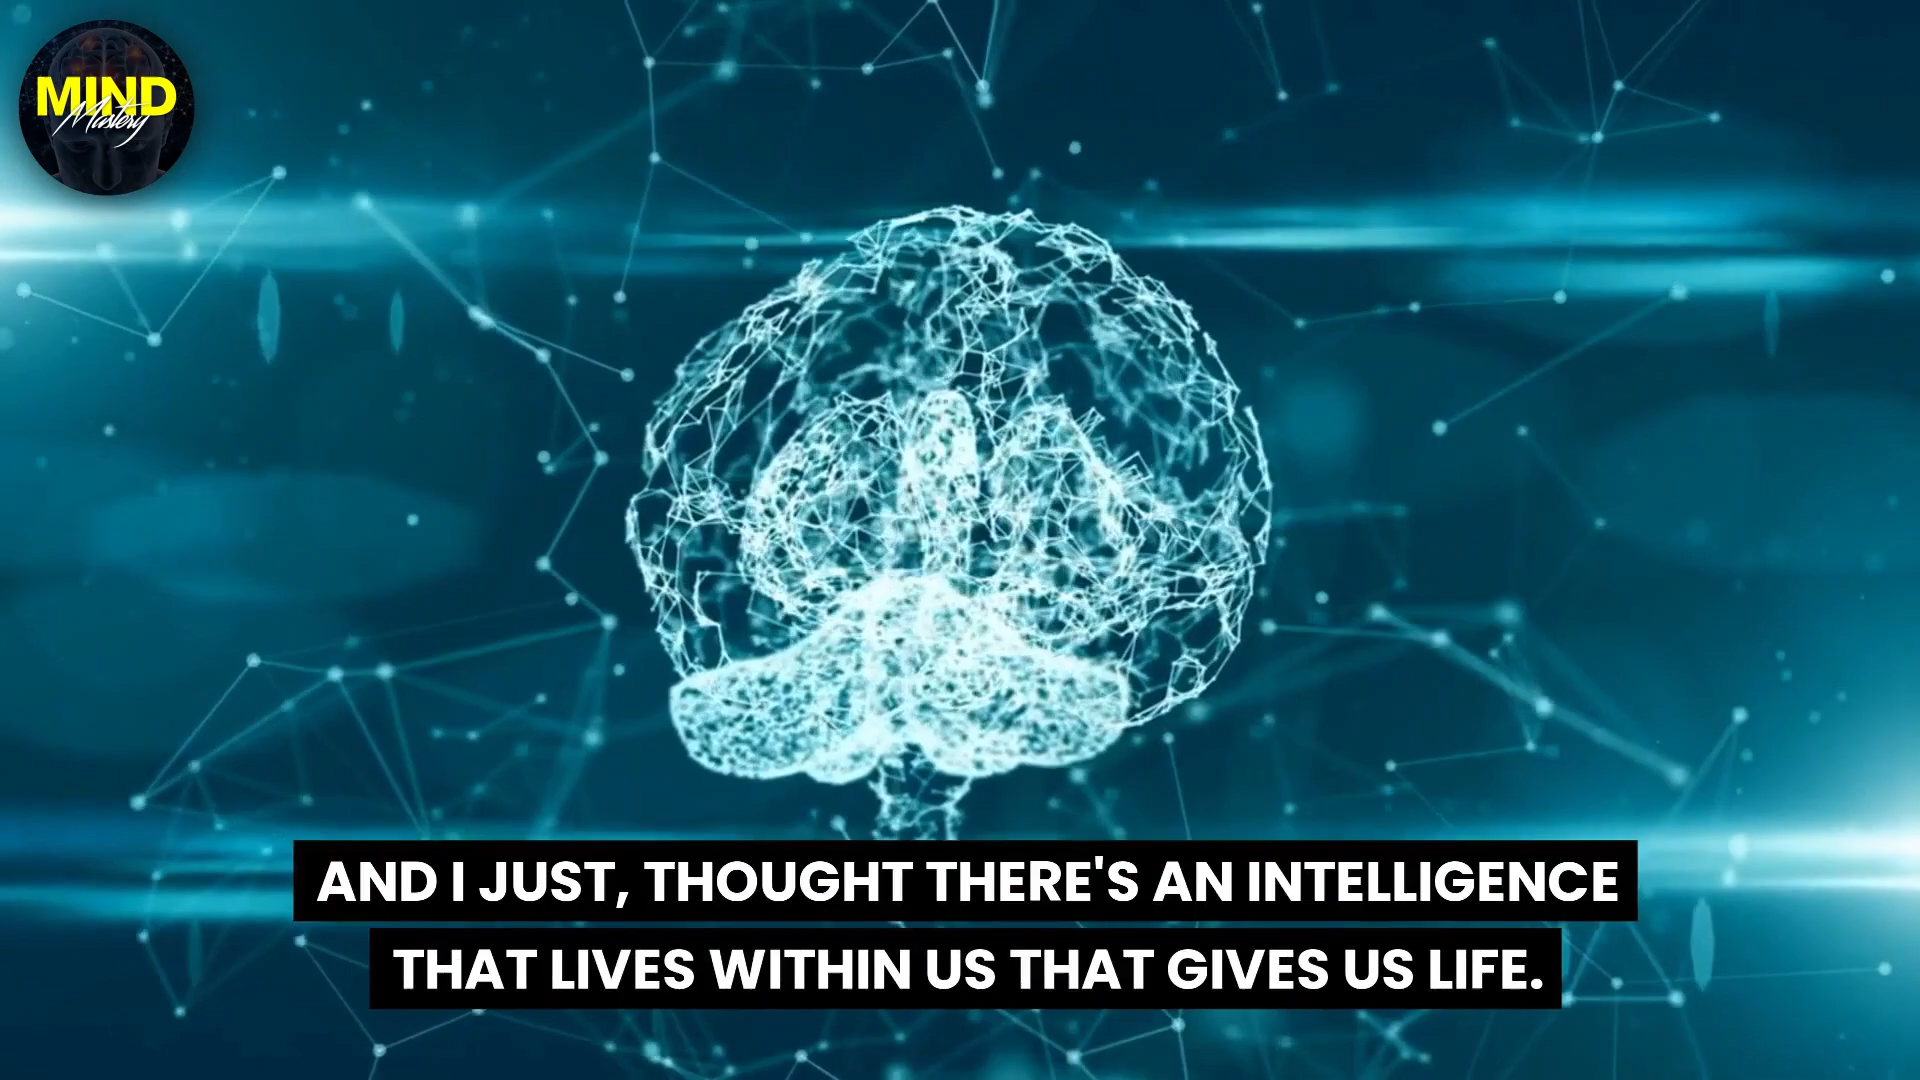 MIND
Mastery
AND I JUST, THOUGHT THERE'S AN INTELLIGENCE
THAT LIVES WITHIN US THAT GIVES US LIFE.